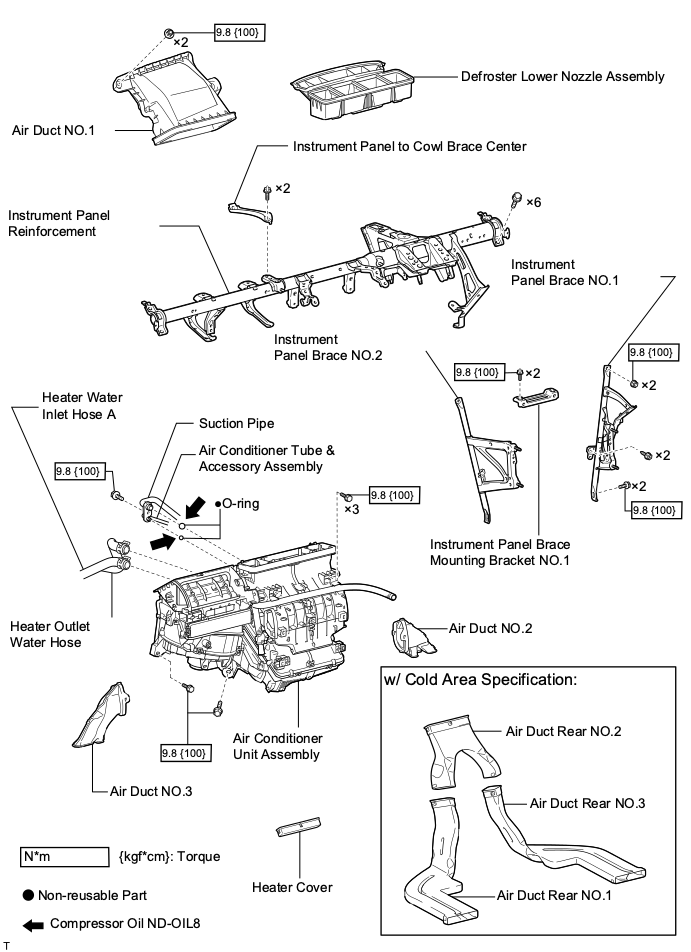 9.8 {100}
×2
Air Duct NO.1
Defroster Lower Nozzle Assembly
Instrument Panel to Cowl Brace Center
×2
×6
Instrument Panel
Reinforcement
Instrument
Panel Brace NO.1
Instrument
Panel Brace NO.2
9.8 {100}
×2
9.8 {100}
×2
Heater Water
Inlet Hose A
Suction Pipe
Air Conditioner Tube &
Accessory Assembly
×2
9.8 {100}
O-ring
9.8 {100}
×3
×2
9.8 {100}
Instrument Panel Brace
Mounting Bracket NO.1
Heater Outlet
Water Hose
Air Duct NO.2
w/ Cold Area Specification:
Air Conditioner
Unit Assembly
9.8 {100}
Air Duct Rear NO.2
Air Duct NO.3
Air Duct Rear NO.3
N*m
{kgf*cm}: Torque
Heater Cover
Air Duct Rear NO.1
Non-reusable Part
Compressor Oil ND-OIL8
T